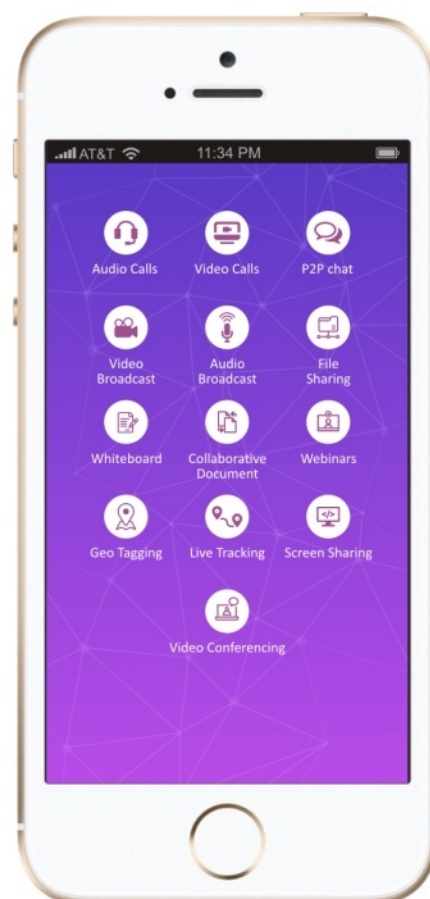 AT&T 11:34 PM
Audio Calls Video Calls P2P chat
Video Audio File
Broadcast Broadcast Sharing
Whiteboard Collaborative Webinars
Document
Geo Tagging Live Tracking Screen Sharing
Video Conferencing